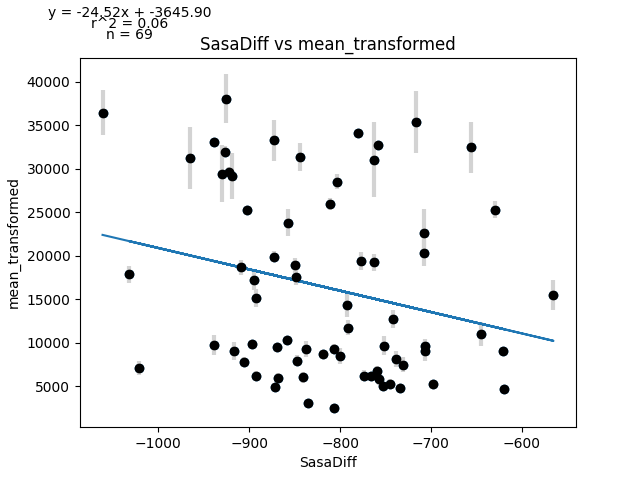 y = -24.52x + -3645.90
r^2 = 0.06
n = 69
SasaDiff vs mean_transformed
mean_transformed
40000
35000
30000
25000
20000
15000
10000
5000
−1000
−900
−800
−700
−600
SasaDiff